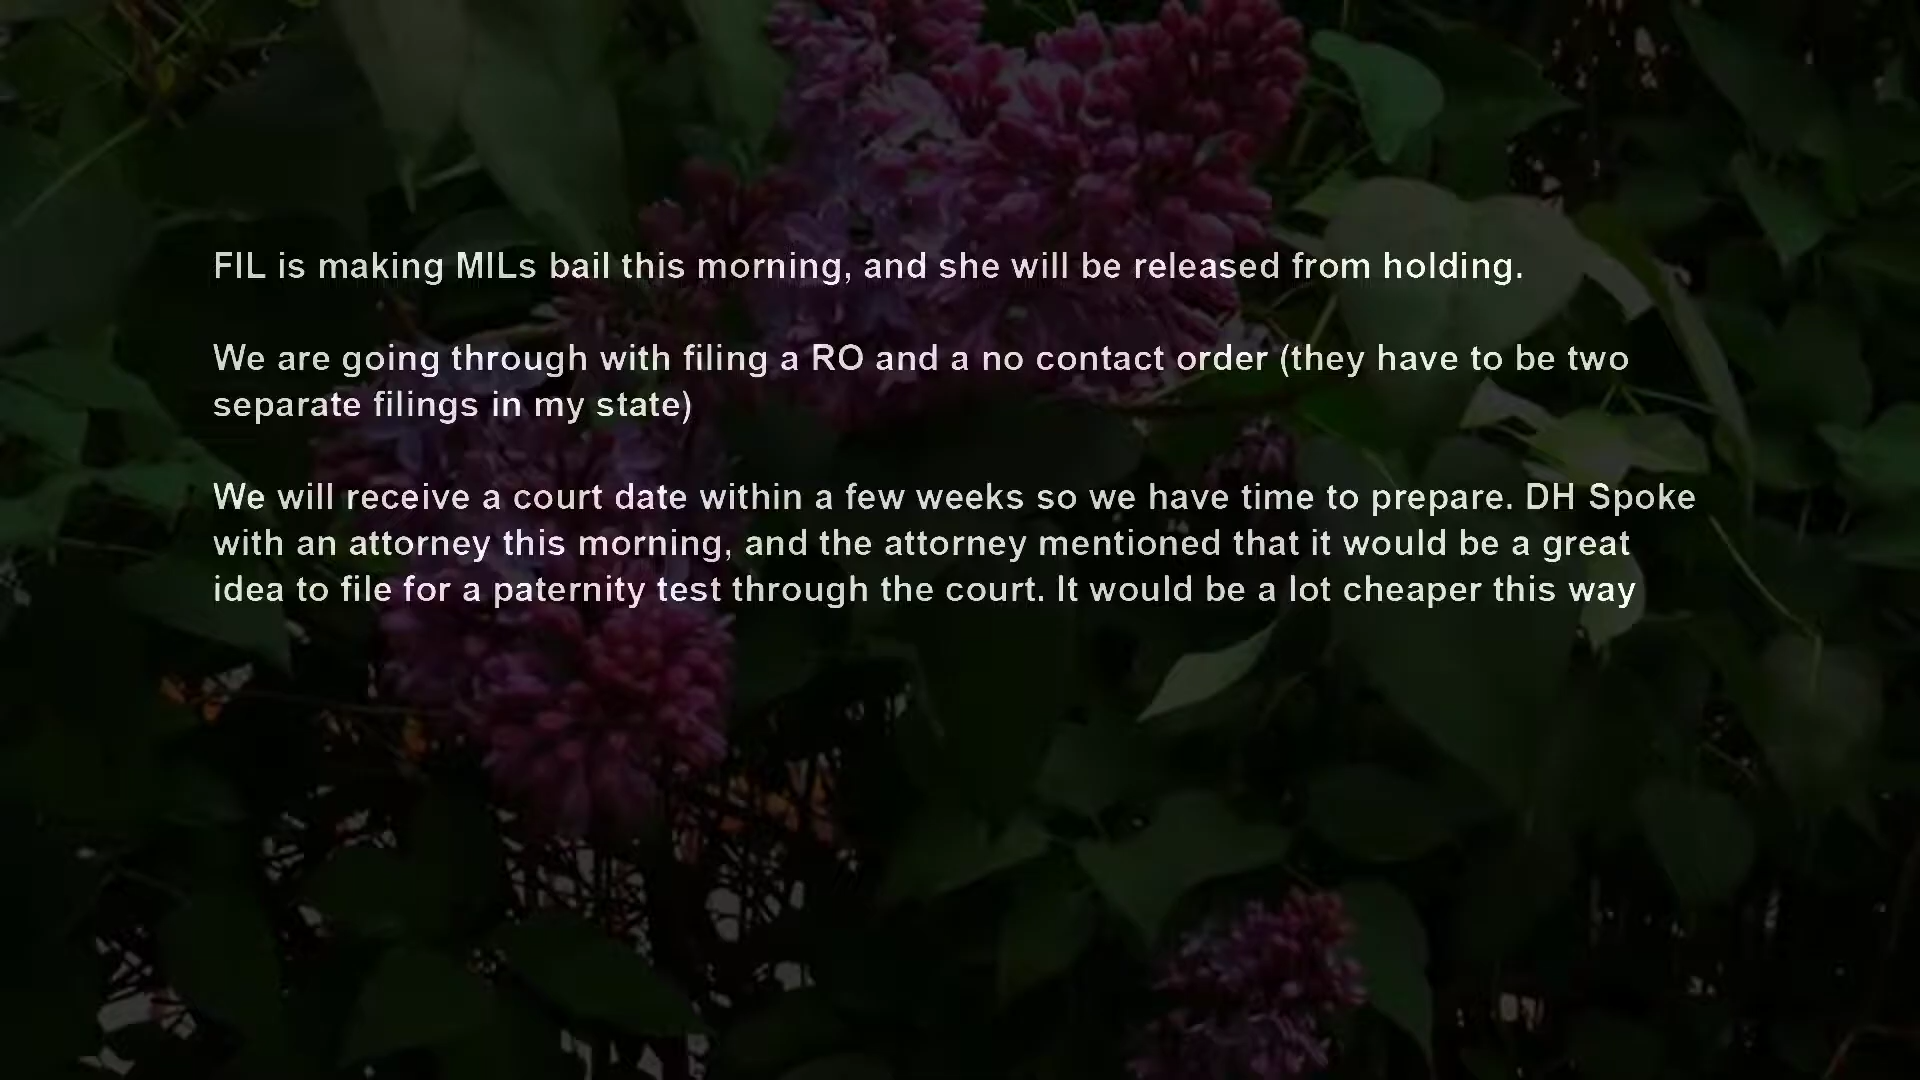 FIL is making MILs bail this morning, and she will be released from holding.
We are going through with filing a RO and a no contact order (they have to be two
separate filings in my state)
We will receive a court date within a few weeks so we have time to prepare. DH Spoke
with an attorney this morning, and the attorney mentioned that it would be a great
idea to file for a paternity test through the court. It would be a lot cheaper this way